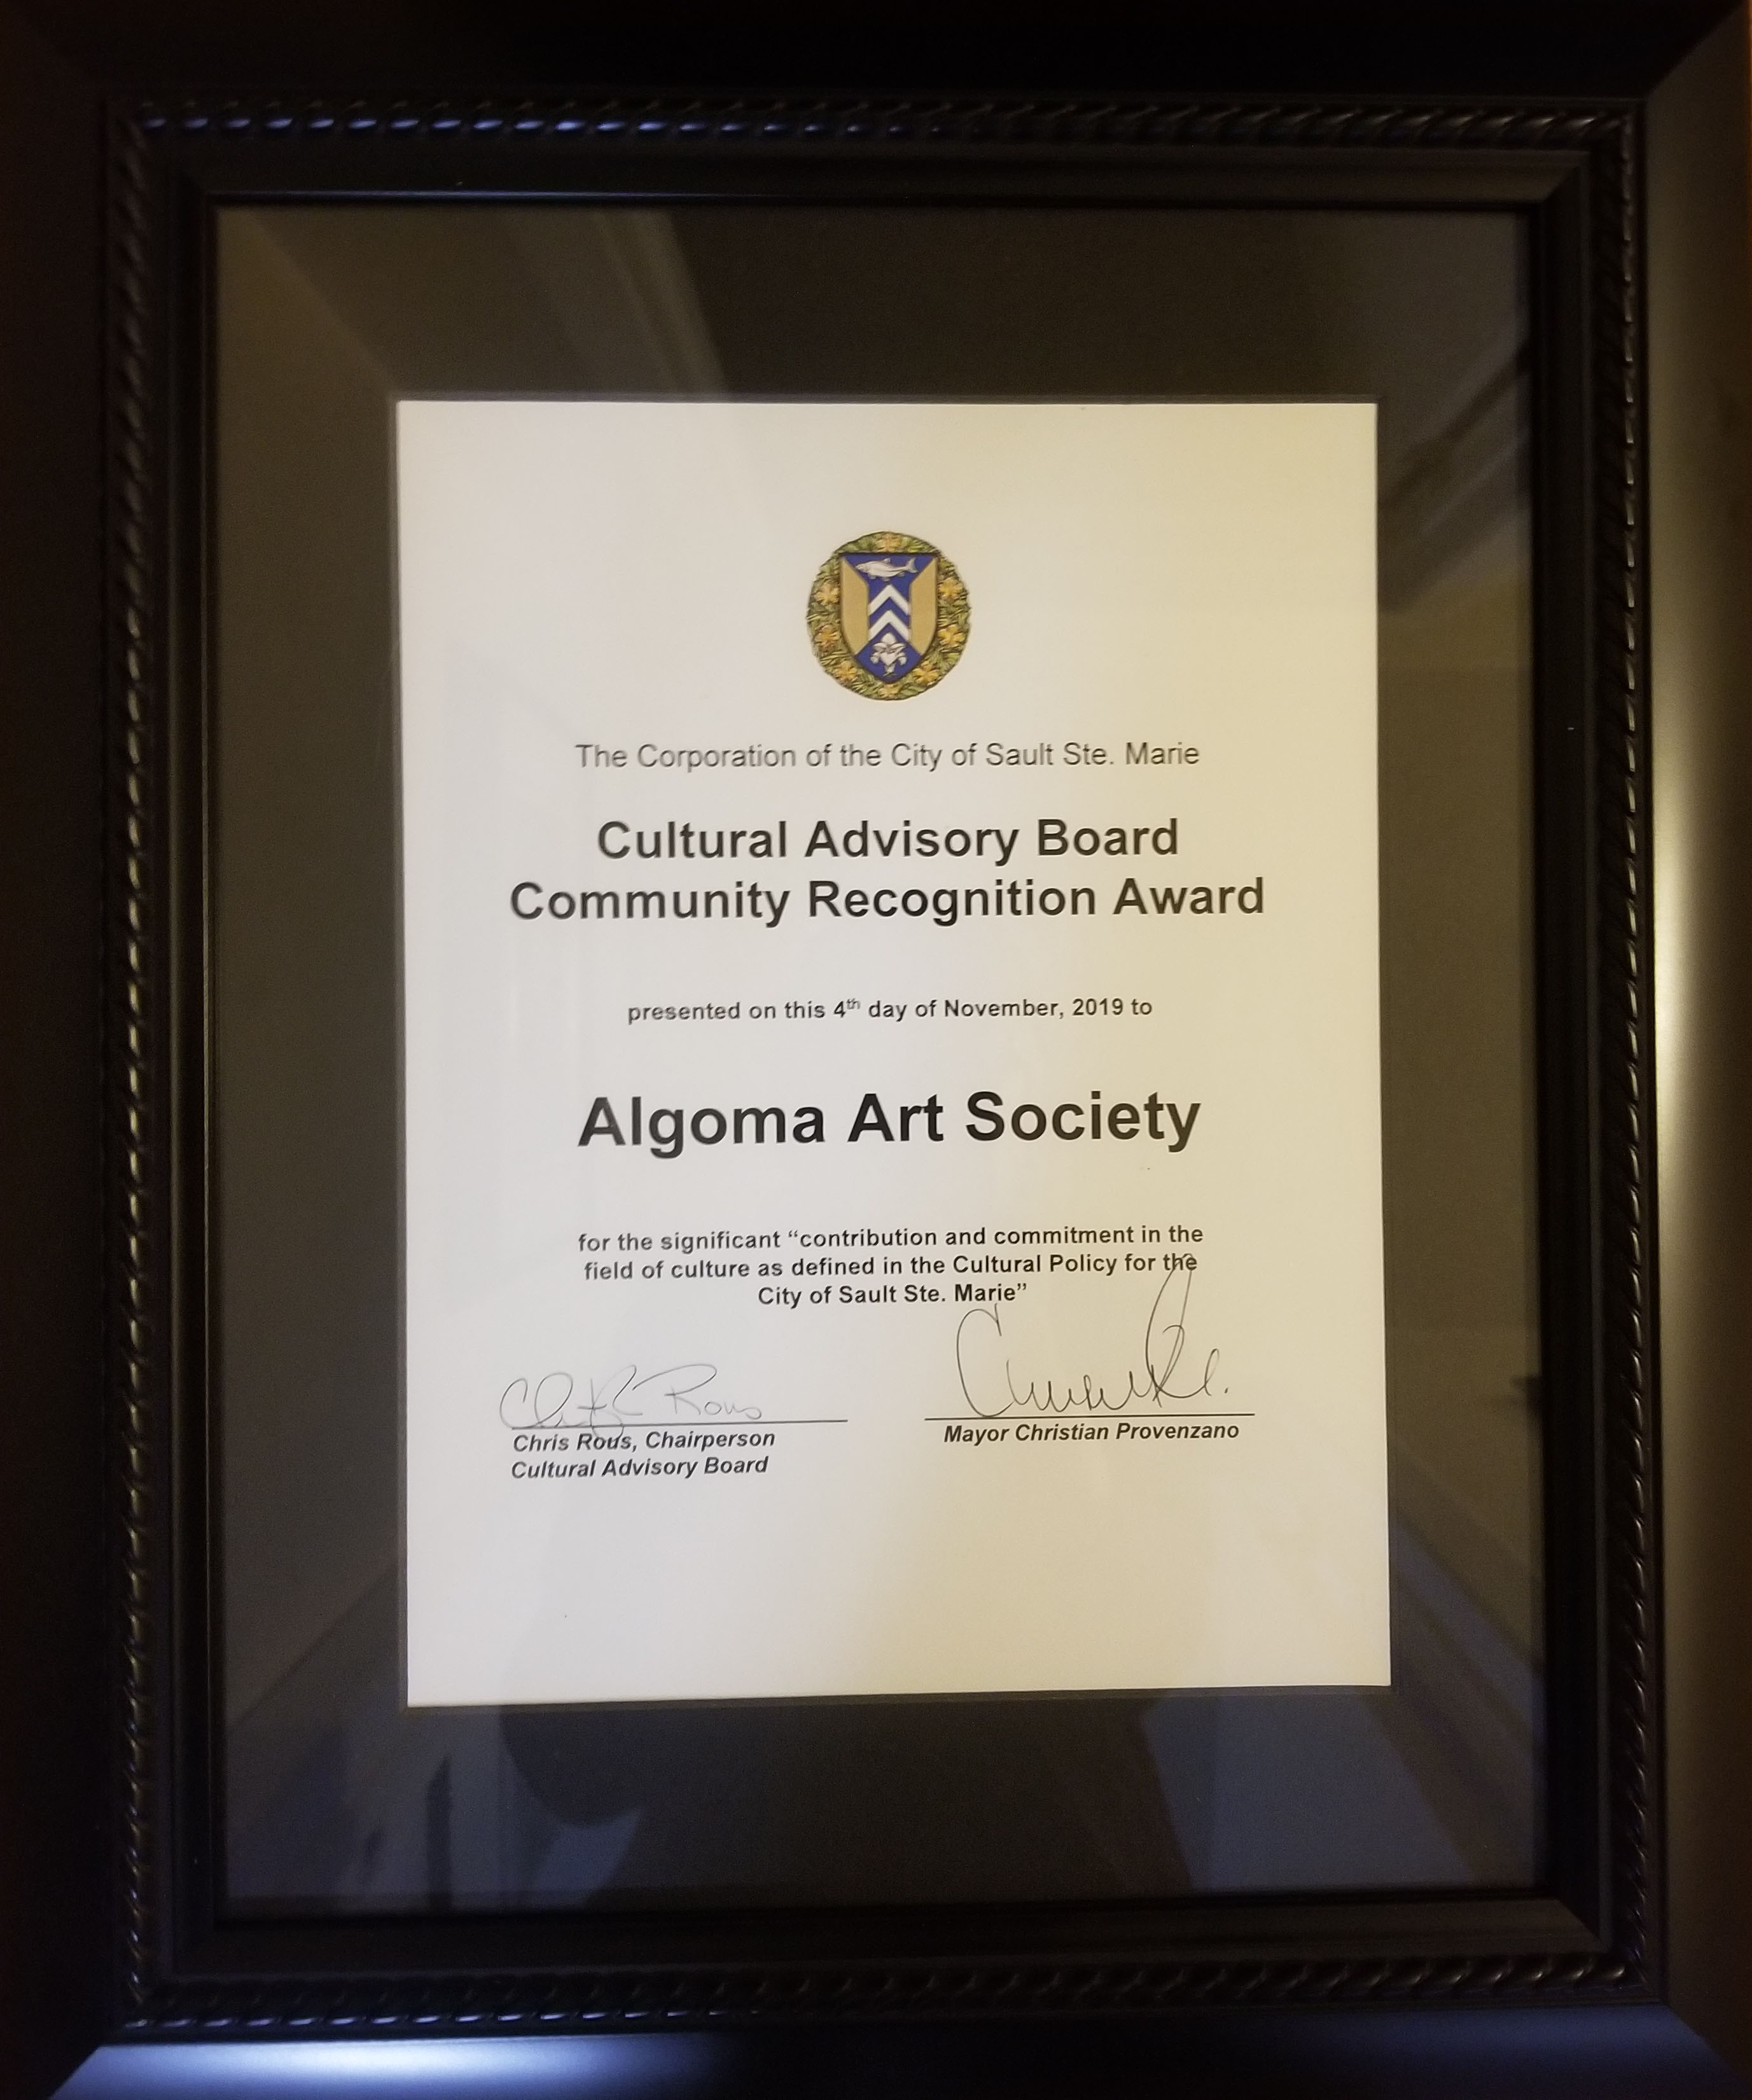 The Corporation of the City of Sault Ste. Marie
Cultural Advisory Board
Community Recognition Award
presented on this 4th day of November, 2019 to
Algoma Art Society
for the significant “contribution and commitment in the
field of culture as defined in the Cultural Policy for the
City of Sault Ste. Marie”
Rous
Chris Rous, Chairperson
Cultural Advisory Board
Mayor Christian Provenzano